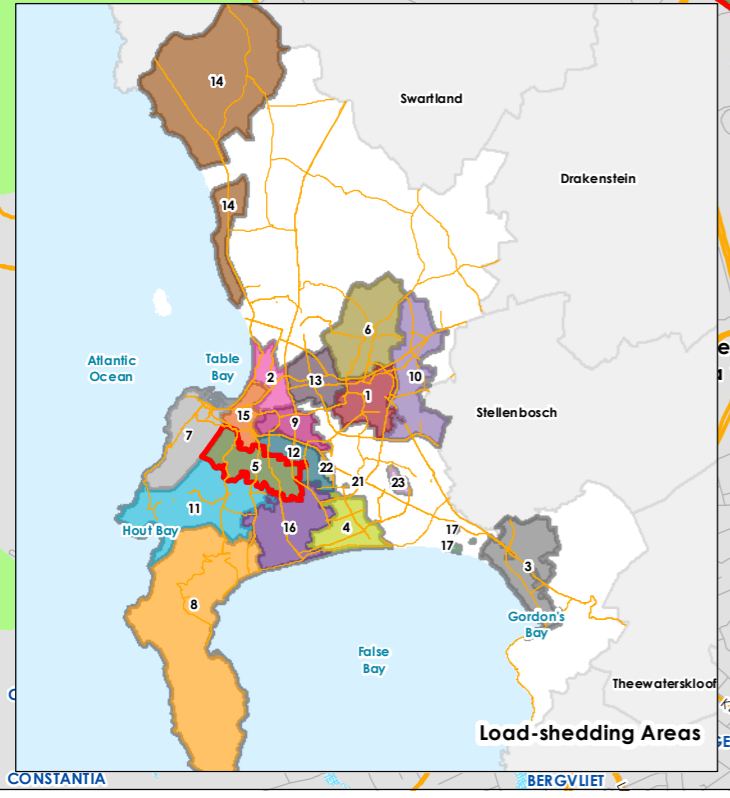 14
Swartland
Drakenstein
14
6
Atlantic
Ocean
Table
Bay
2
13
10
1
Stellenbosch
15
9
7
12
5
22
21
23
11
Hout Bay
16
4
17
17
3
8
Gordon's
Bay
False
Bay
Theewaterskloof
Load-shedding Areas
CONSTANTIA
BERGVLIET